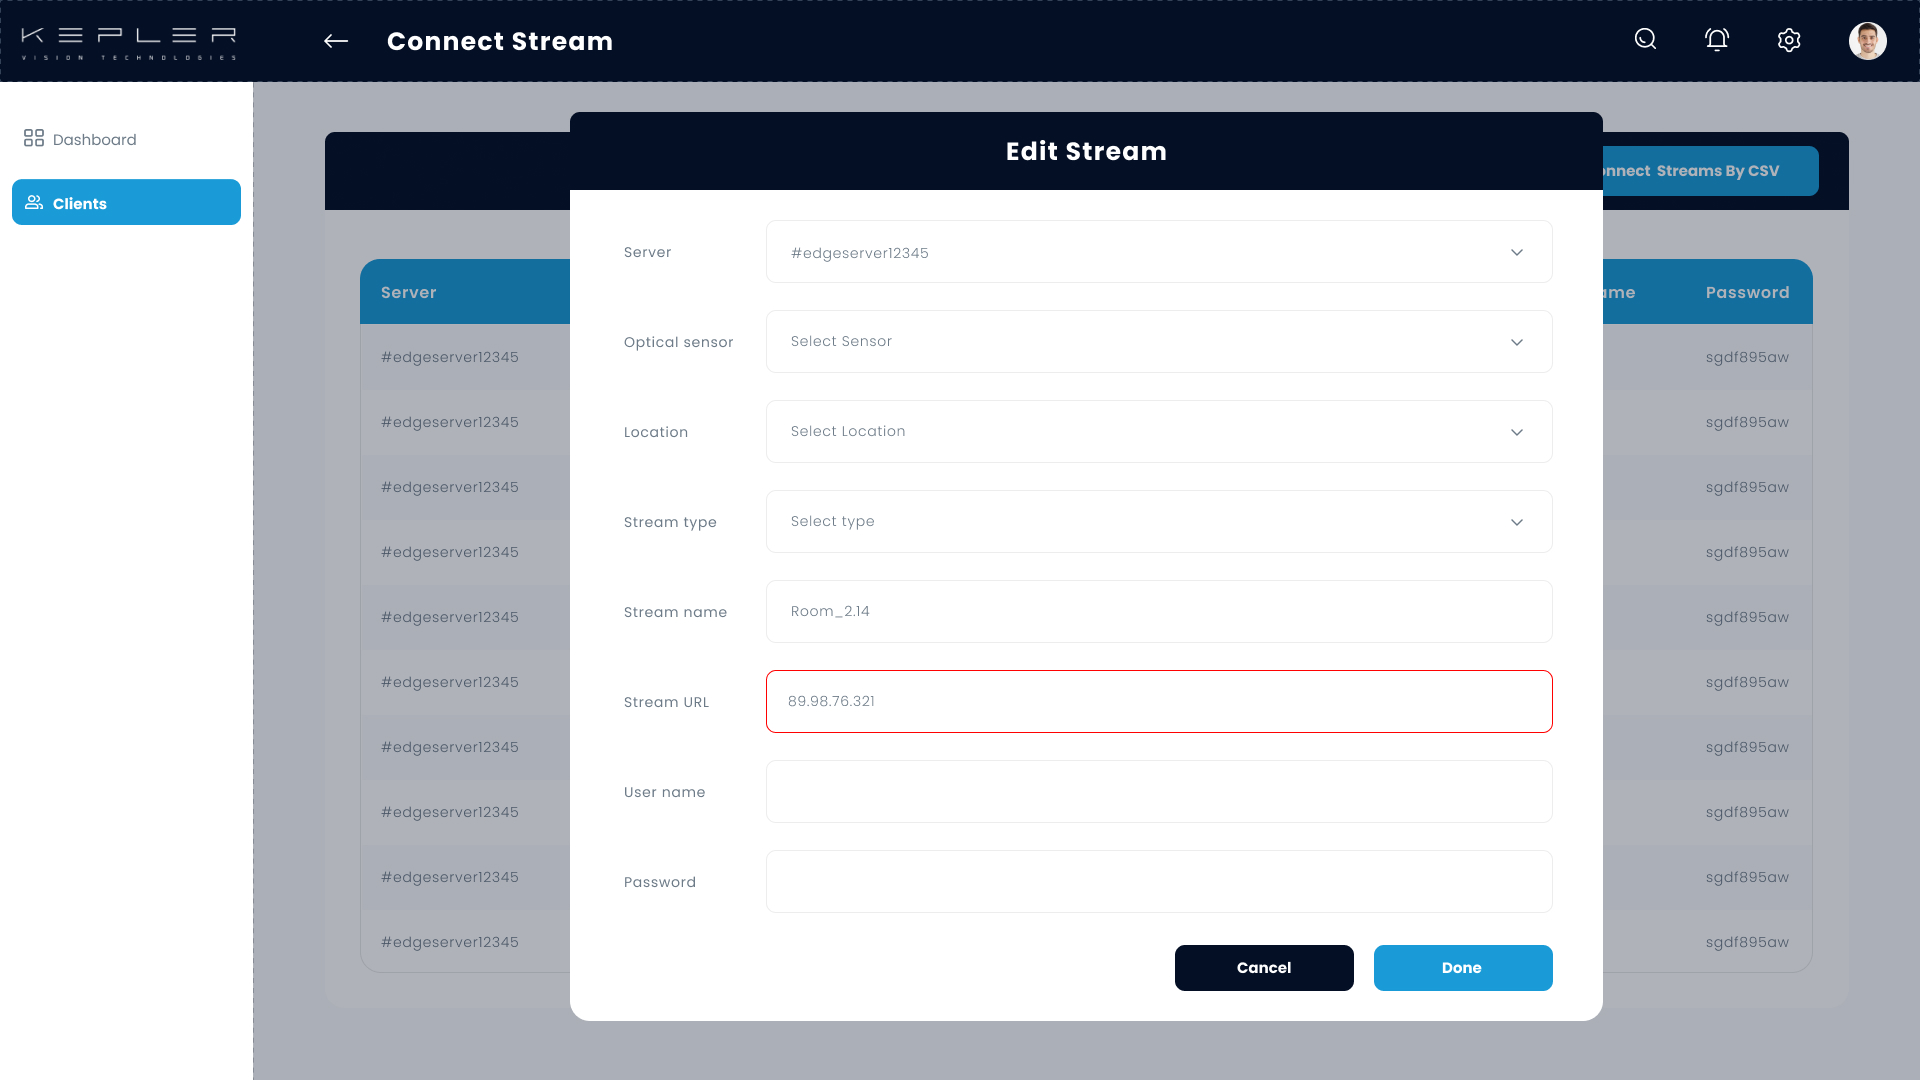 KEPLER
VISION TECHNOLOGIES
Connect Stream
Dashboard
Clients
Edit Stream
Streams By CSV
Server
Password
#edgeserver12345 sgdf895aw
#edgeserver12345 sgdf895aw
#edgeserver12345 sgdf895aw
#edgeserver12345 sgdf895aw
#edgeserver12345 sgdf895aw
#edgeserver12345 sgdf895aw
#edgeserver12345 sgdf895aw
#edgeserver12345 sgdf895aw
#edgeserver12345 sgdf895aw
#edgeserver12345 sgdf895aw
Server #edgeserver12345
Optical sensor Select Sensor
Location Select Location
Stream type Select type
Stream name Room_2.14
Stream URL 89.98.76.321
User name
Password
Cancel Done